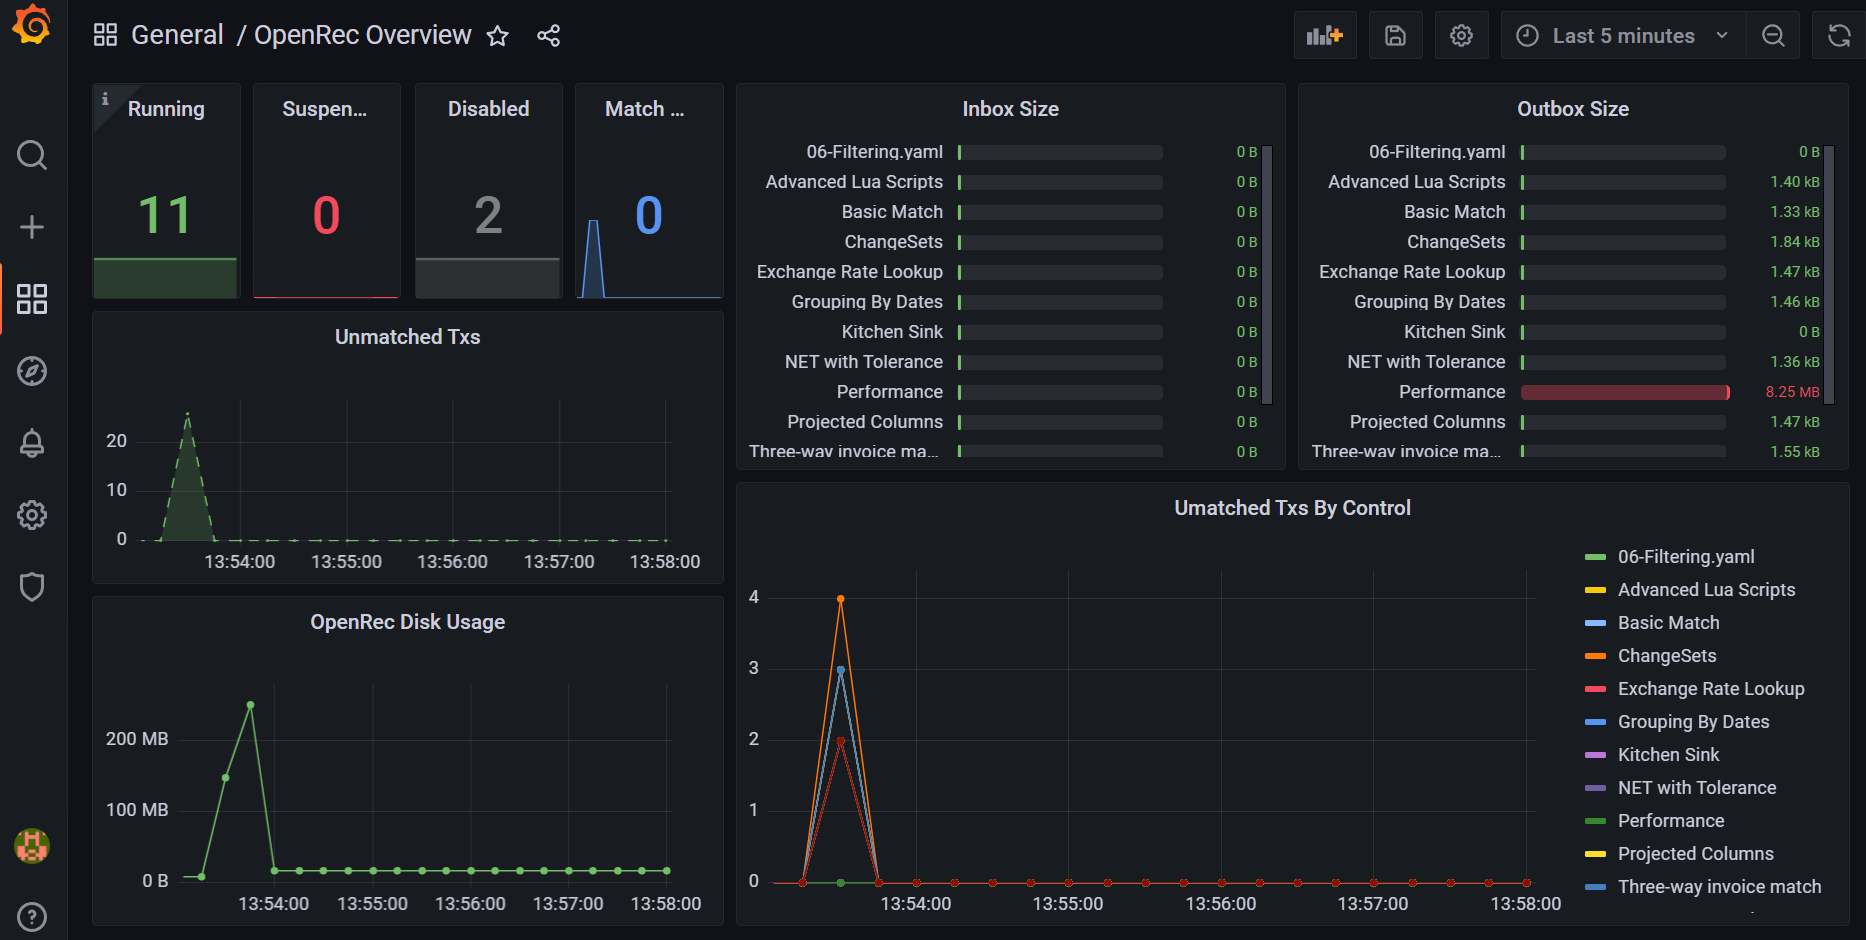 General / OpenRec Overview
Last 5 minutes
i
Running
11
Suspen...
0
Disabled
2
Match ...
0
Inbox Size
06-Filtering.yaml 0 B
Advanced Lua Scripts 0 B
Basic Match 0 B
ChangeSets 0 B
Exchange Rate Lookup 0 B
Grouping By Dates 0 B
Kitchen Sink 0 B
NET with Tolerance 0 B
Performance 0 B
Projected Columns 0 B
Three-way invoice ma... 0 B
Outbox Size
06-Filtering.yaml 0 B
Advanced Lua Scripts 1.40 kB
Basic Match 1.33 kB
ChangeSets 1.84 kB
Exchange Rate Lookup 1.47 kB
Grouping By Dates 1.46 kB
Kitchen Sink 0 B
NET with Tolerance 1.36 kB
Performance 8.25 MB
Projected Columns 1.47 kB
Three-way invoice ma... 1.55 kB
Unmatched Txs
20
10
0
13:54:00 13:55:00 13:56:00 13:57:00 13:58:00
OpenRec Disk Usage
200 MB
100 MB
0 B
13:54:00 13:55:00 13:56:00 13:57:00 13:58:00
Umatched Txs By Control
4
3
2
1
0
13:54:00 13:55:00 13:56:00 13:57:00 13:58:00
06-Filtering.yaml
Advanced Lua Scripts
Basic Match
ChangeSets
Exchange Rate Lookup
Grouping By Dates
Kitchen Sink
NET with Tolerance
Performance
Projected Columns
Three-way invoice match